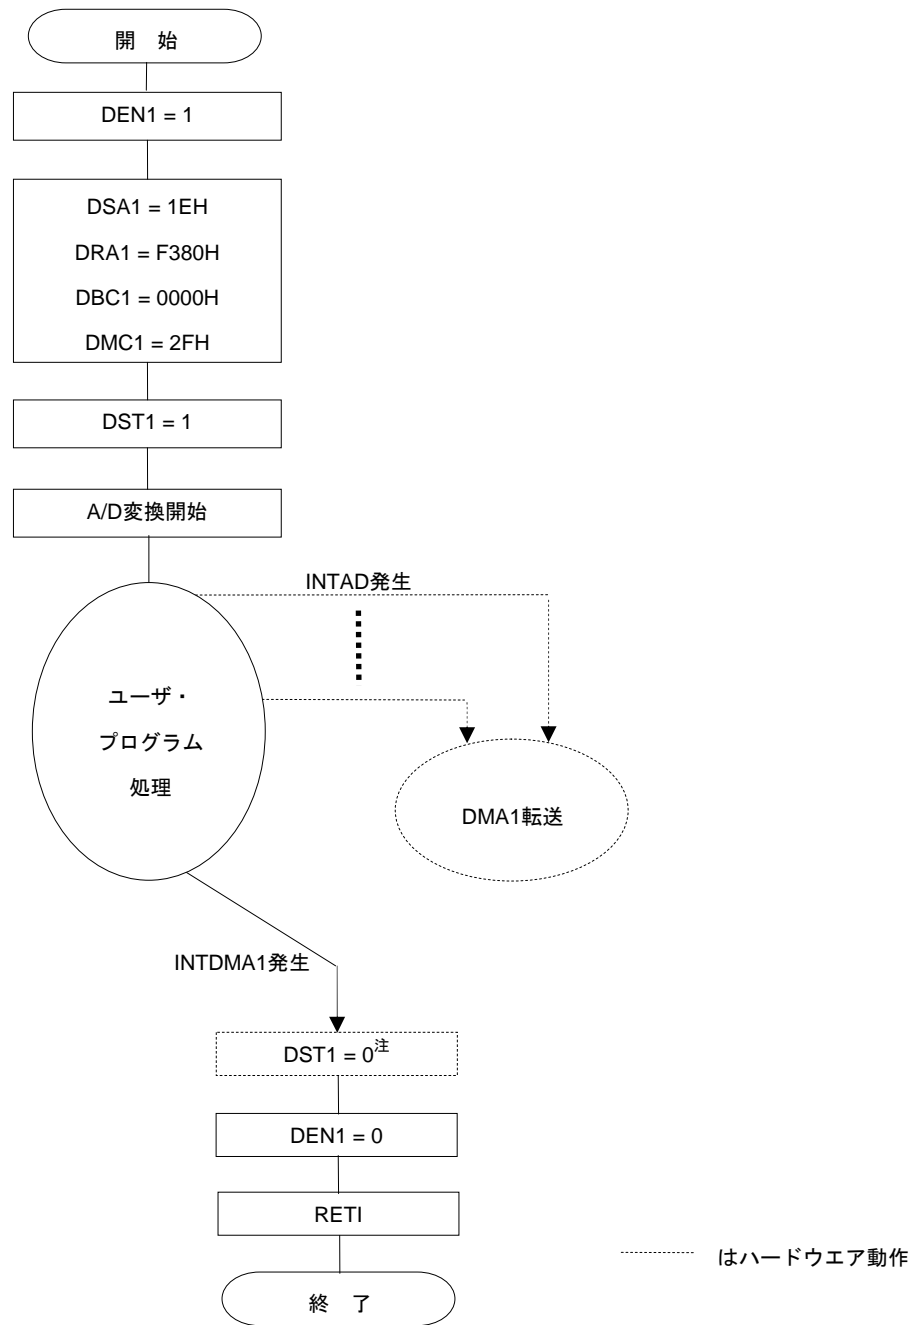 開　始
DEN1 = 1
DSA1 = 1EH
DRA1 = F380H
DBC1 = 0000H
DMC1 = 2FH
DST1 = 1
A/D変換開始
INTAD発生
ユーザ・
プログラム
処理
DMA1転送
INTDMA1発生
DST1 = 0注
DEN1 = 0
RETI
はハードウエア動作
終　了